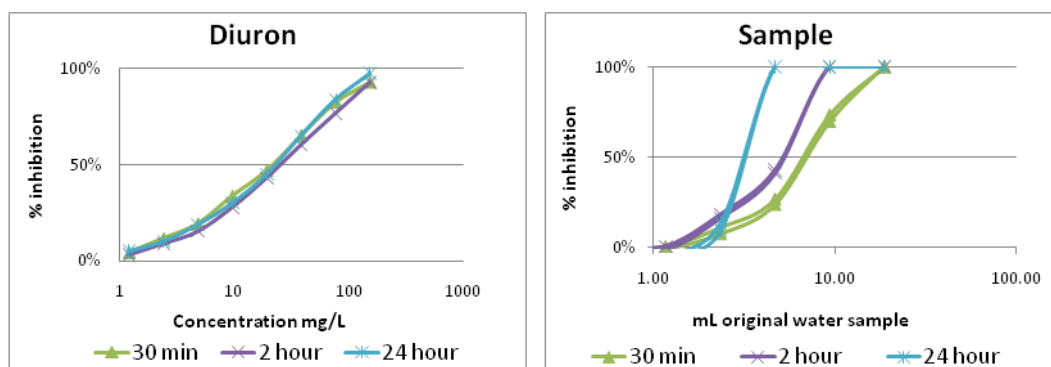 Diuron
100%
50%
0%
% inhibition
1
10
100
1000
Concentration mg/L
30 min
2 hour
24 hour
Sample
100%
50%
0%
% inhibition
1.00
10.00
100.00
mL original water sample
30 min
2 hour
24 hour